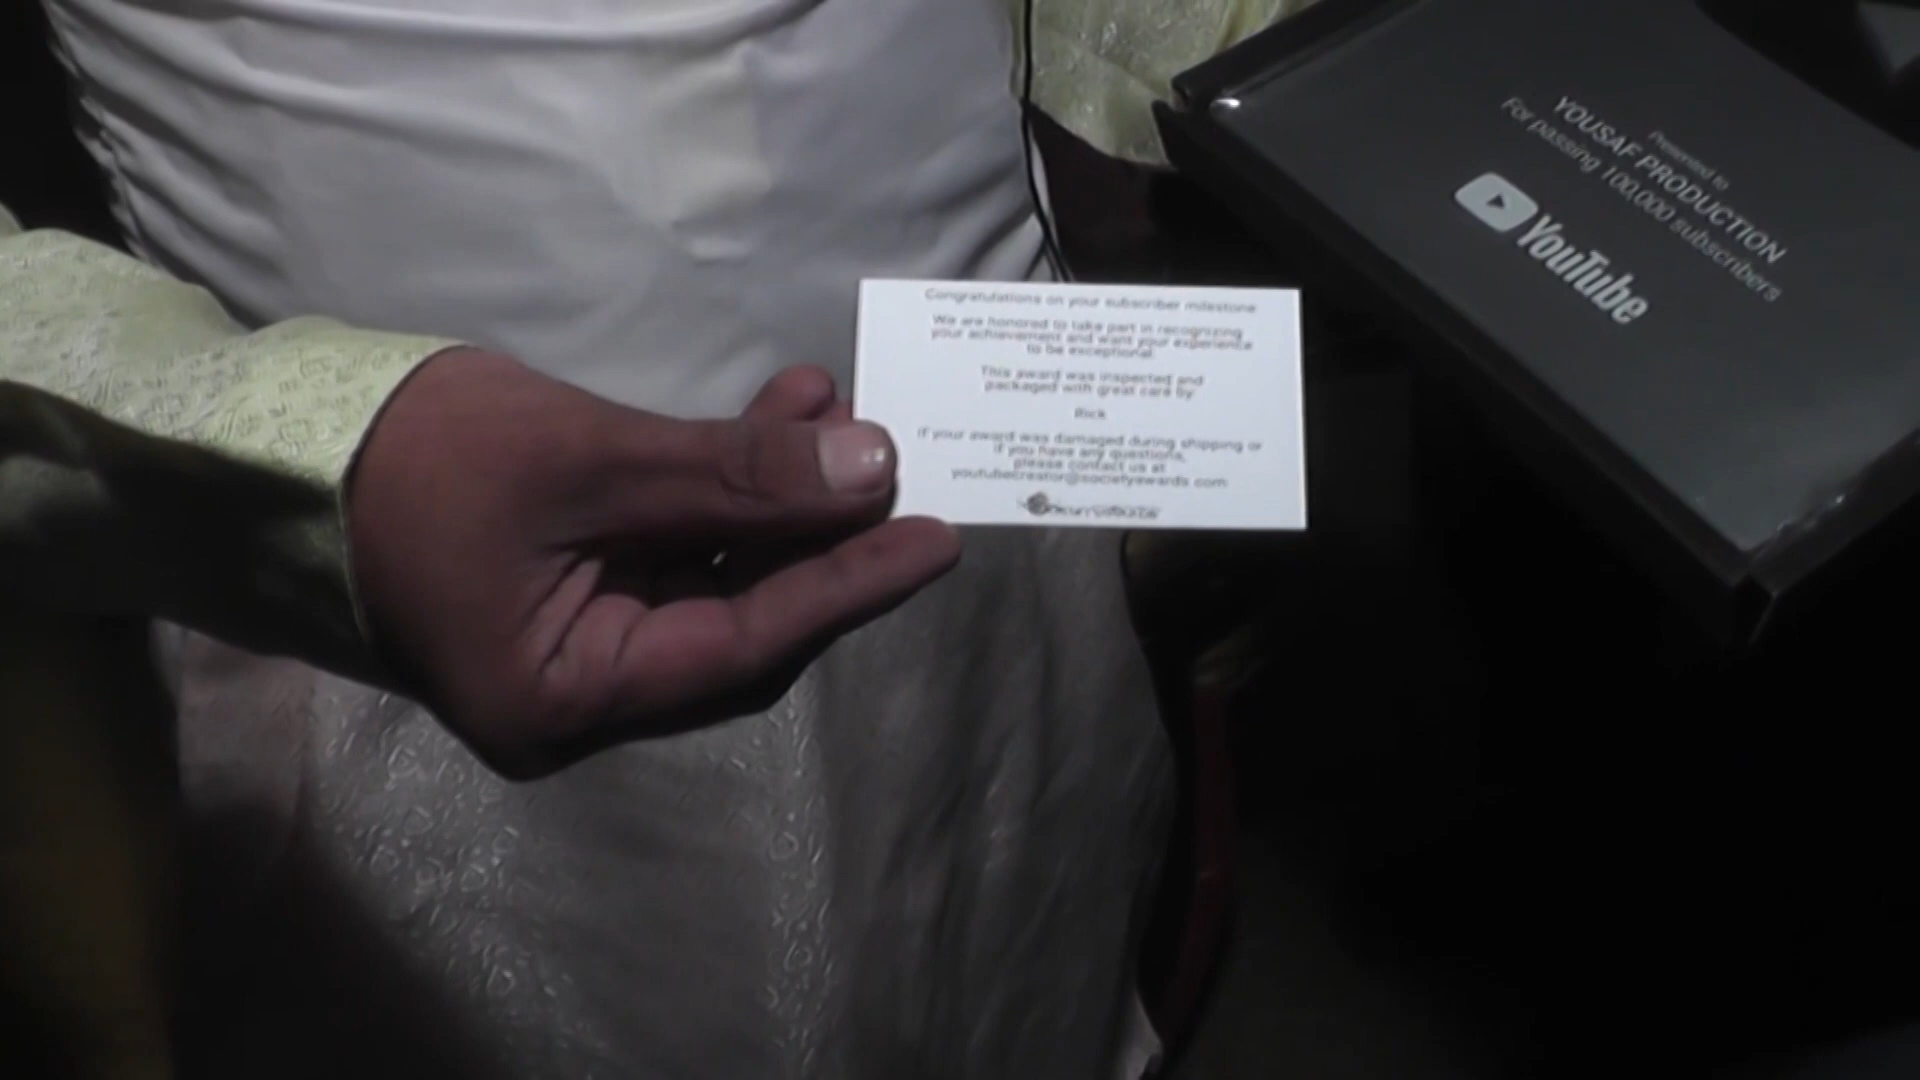 Congratulations on your subscriber milestone
We are honored to take part in recognizing
your achievement and want your experience
to be exceptional.
This award was inspected and
packaged with great care by:
Rick
If your award was damaged during shipping or
if you have any questions,
please contact us at
youtubecreator@societyawards.com
Presented to
YOUSAF PRODUCTION
For passing 100,000 subscribers
YouTube